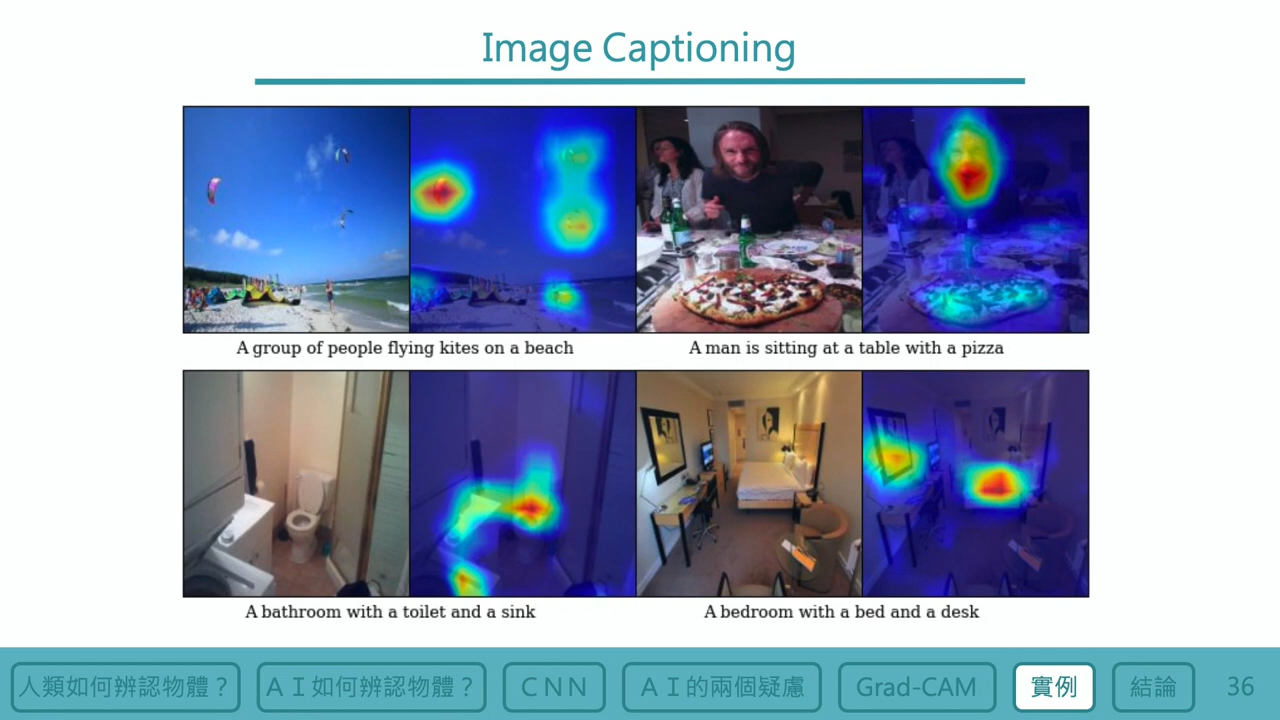 Image Captioning
A group of people flying kites on a beach
A man is sitting at a table with a pizza
A bathroom with a toilet and a sink
A bedroom with a bed and a desk
人類如何辨認物體？
ＡＩ如何辨認物體？
ＣＮＮ
ＡＩ的兩個疑慮
Grad-CAM
實例
結論
36